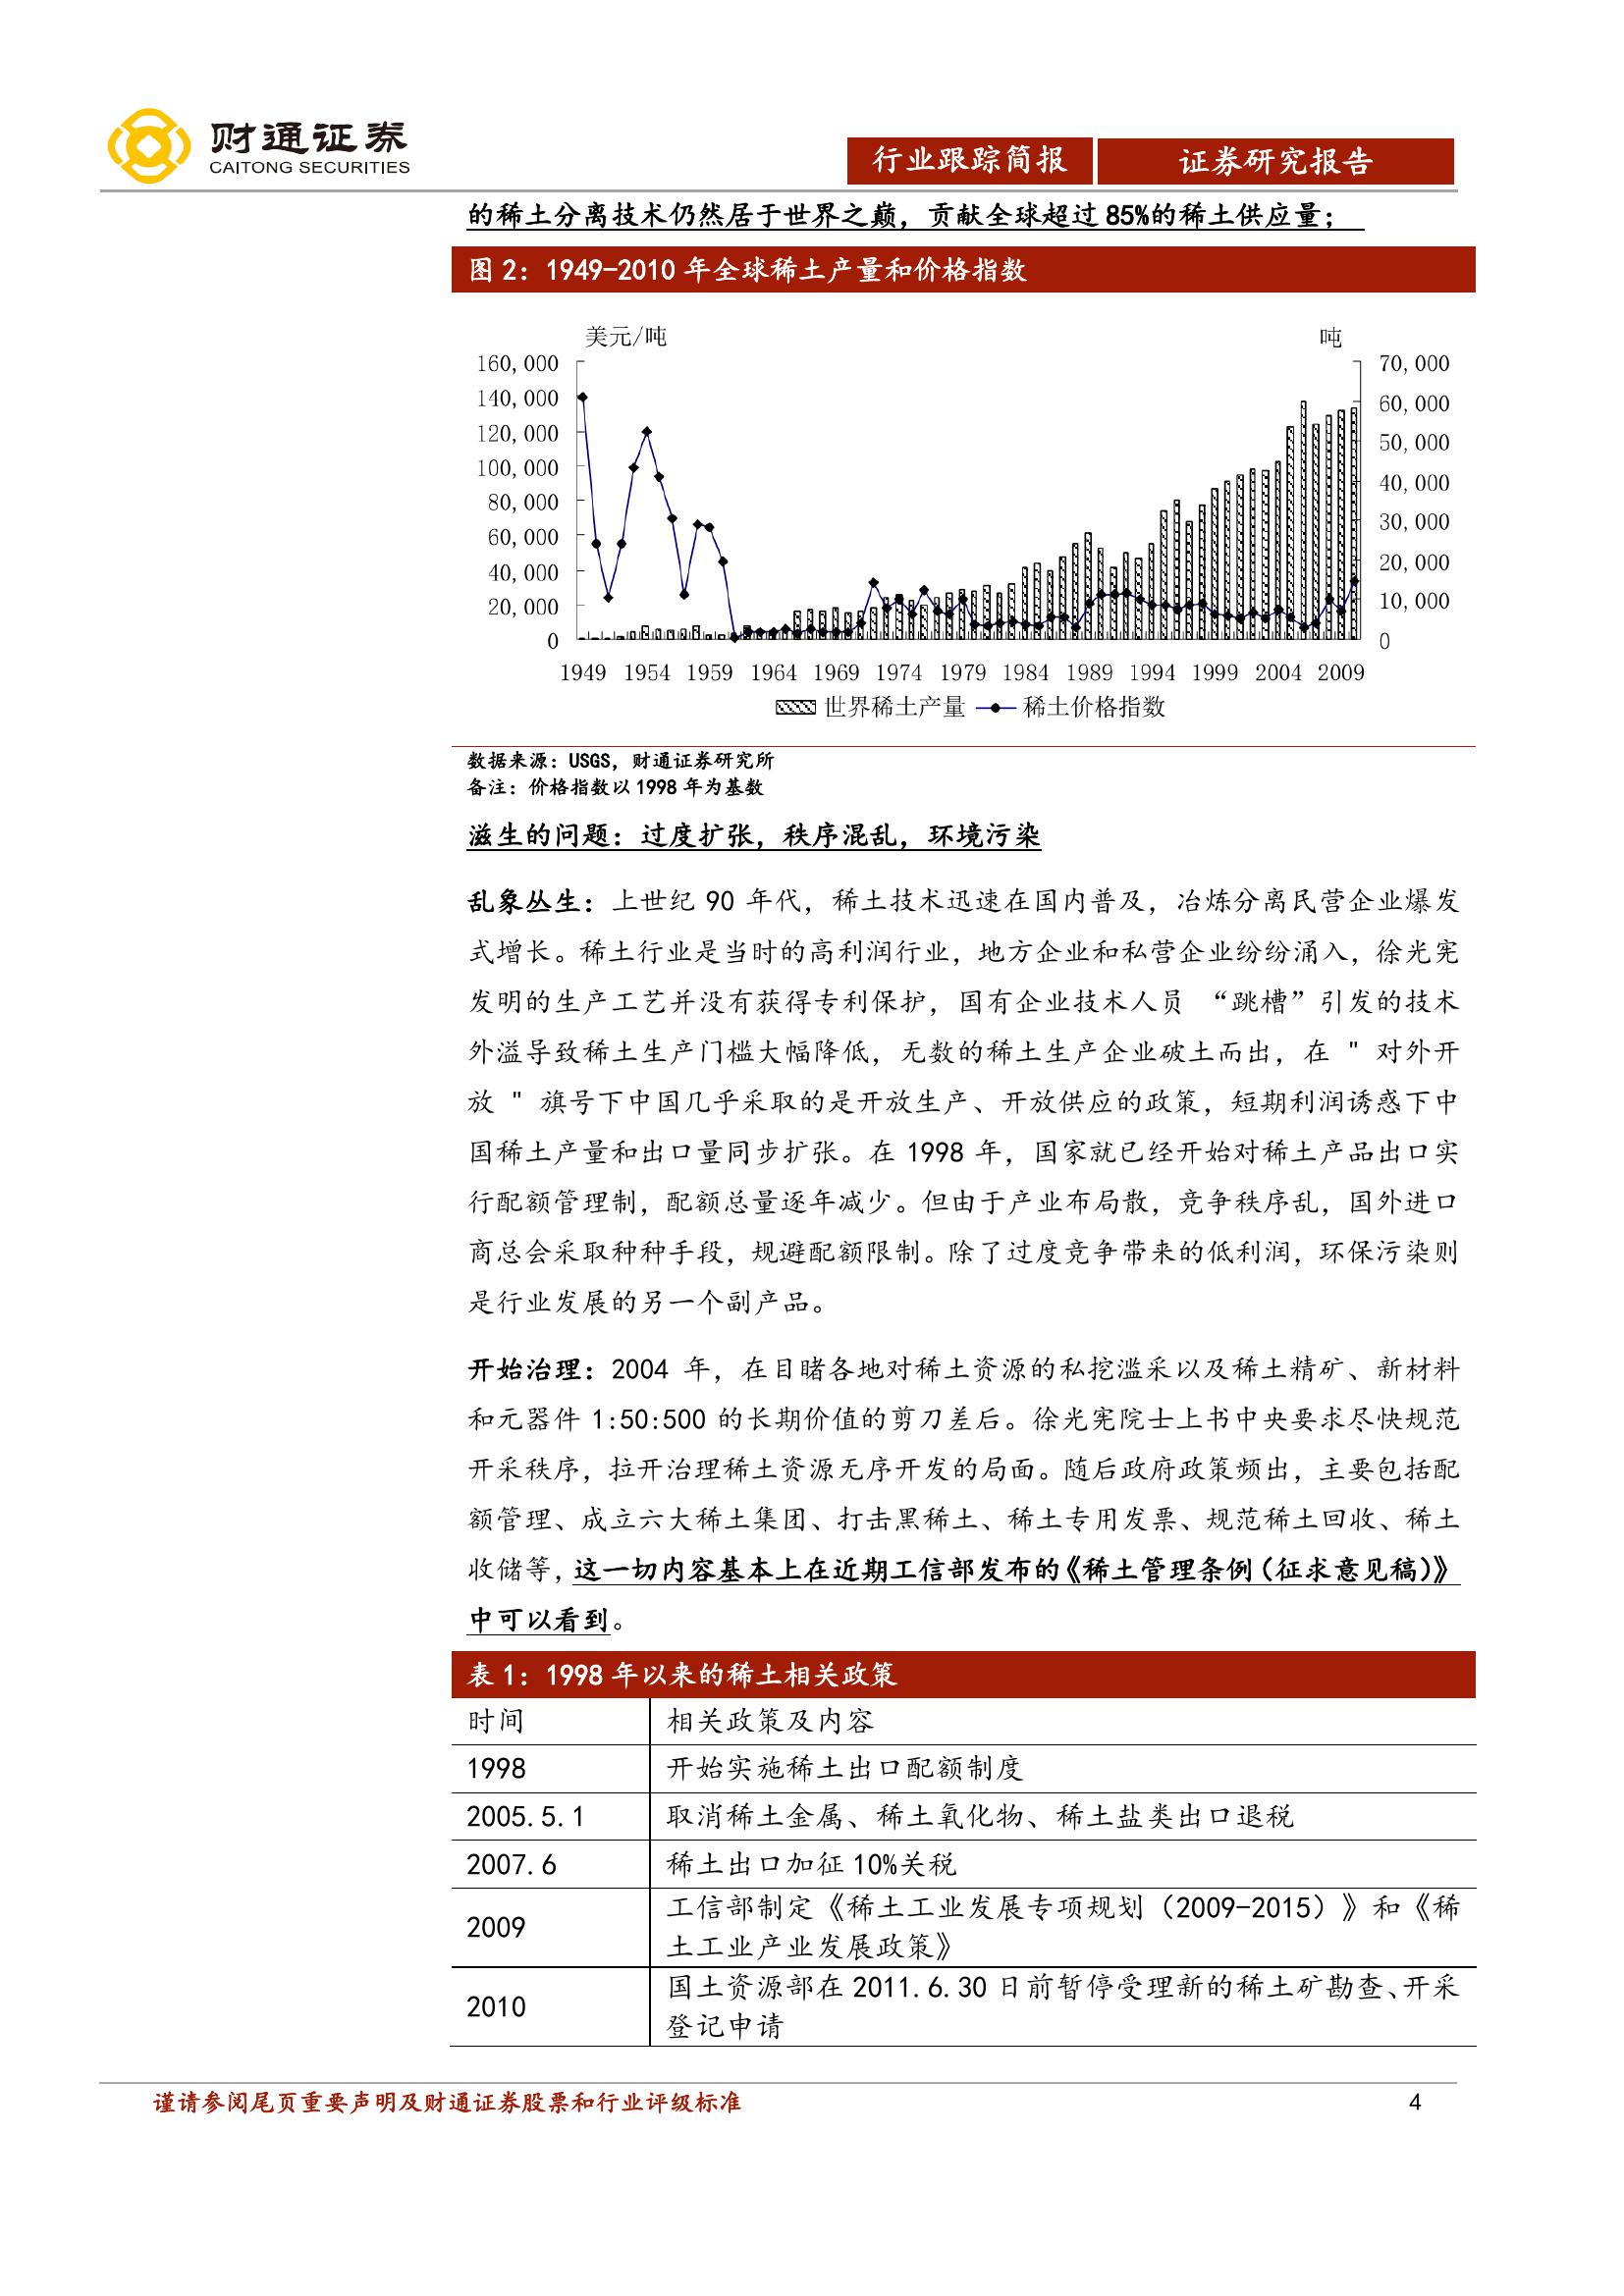 财通证券
CAITONG SECURITIES
行业跟踪简报
证券研究报告
的稀土分离技术仍然居于世界之巅，贡献全球超过 85%的稀土供应量；
图 2：1949-2010 年全球稀土产量和价格指数
美元/吨
吨
160,000
140,000
120,000
100,000
80,000
60,000
40,000
20,000
0
70,000
60,000
50,000
40,000
30,000
20,000
10,000
0
1949 1954 1959 1964 1969 1974 1979 1984 1989 1994 1999 2004 2009
世界稀土产量 稀土价格指数
数据来源：USGS，财通证券研究所
备注：价格指数以 1998 年为基数
滋生的问题：过度扩张，秩序混乱，环境污染
乱象丛生：上世纪 90 年代，稀土技术迅速在国内普及，冶炼分离民营企业爆发
式增长。稀土行业是当时的高利润行业，地方企业和私营企业纷纷涌入，徐光宪
发明的生产工艺并没有获得专利保护，国有企业技术人员 “跳槽”引发的技术
外溢导致稀土生产门槛大幅降低，无数的稀土生产企业破土而出，在 " 对外开
放 " 旗号下中国几乎采取的是开放生产、开放供应的政策，短期利润诱惑下中
国稀土产量和出口量同步扩张。在 1998 年，国家就已经开始对稀土产品出口实
行配额管理制，配额总量逐年减少。但由于产业布局散，竞争秩序乱，国外进口
商总会采取种种手段，规避配额限制。除了过度竞争带来的低利润，环保污染则
是行业发展的另一个副产品。
开始治理：2004 年，在目睹各地对稀土资源的私挖滥采以及稀土精矿、新材料
和元器件 1:50:500 的长期价值的剪刀差后。徐光宪院士上书中央要求尽快规范
开采秩序，拉开治理稀土资源无序开发的局面。随后政府政策频出，主要包括配
额管理、成立六大稀土集团、打击黑稀土、稀土专用发票、规范稀土回收、稀土
收储等，这一切内容基本上在近期工信部发布的《稀土管理条例（征求意见稿）》
中可以看到。
表 1：1998 年以来的稀土相关政策
时间 相关政策及内容
1998 开始实施稀土出口配额制度
2005.5.1 取消稀土金属、稀土氧化物、稀土盐类出口退税
2007.6 稀土出口加征 10%关税
2009 工信部制定《稀土工业发展专项规划（2009-2015）》和《稀
土工业产业发展政策》
2010 国土资源部在 2011.6.30 日前暂停受理新的稀土矿勘查、开采
登记申请
谨请参阅尾页重要声明及财通证券股票和行业评级标准
4